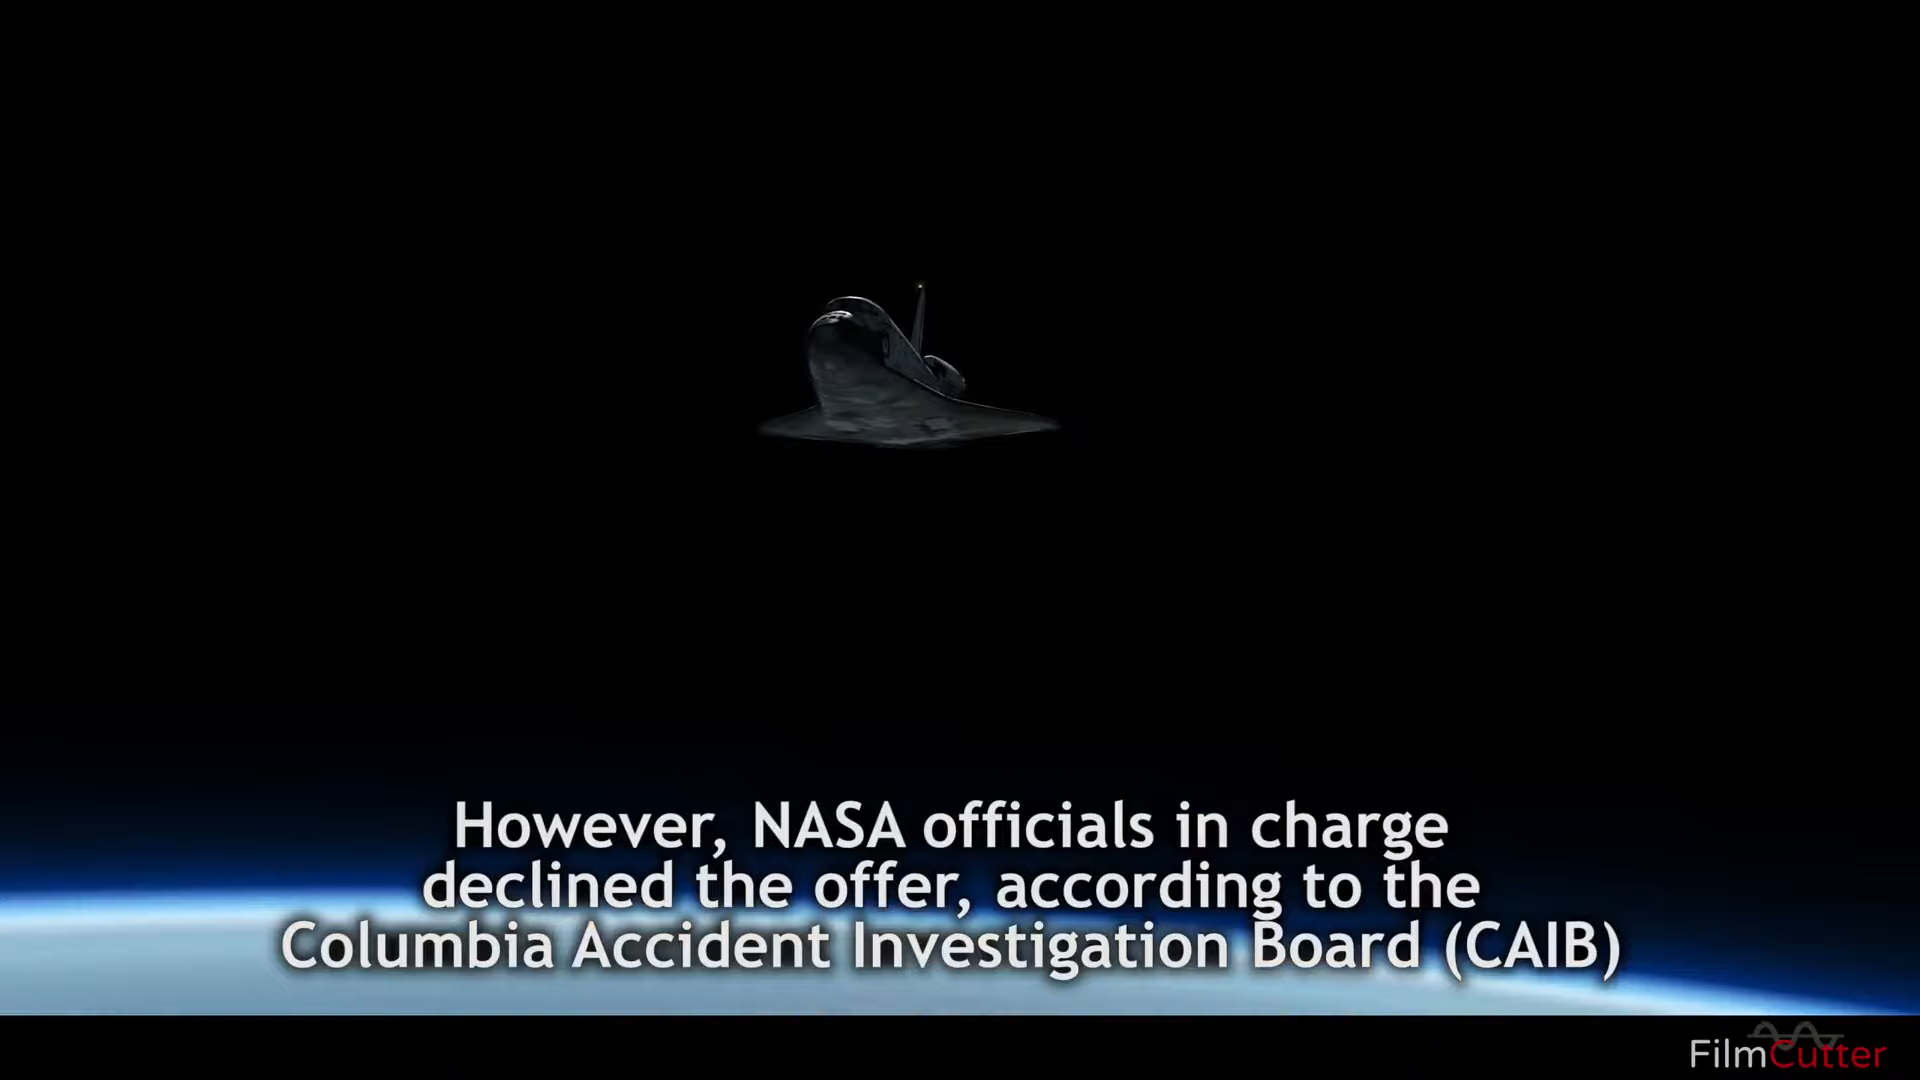 However, NASA officials in charge
declined the offer, according to the
Columbia Accident Investigation Board (CAIB)
FilmCutter